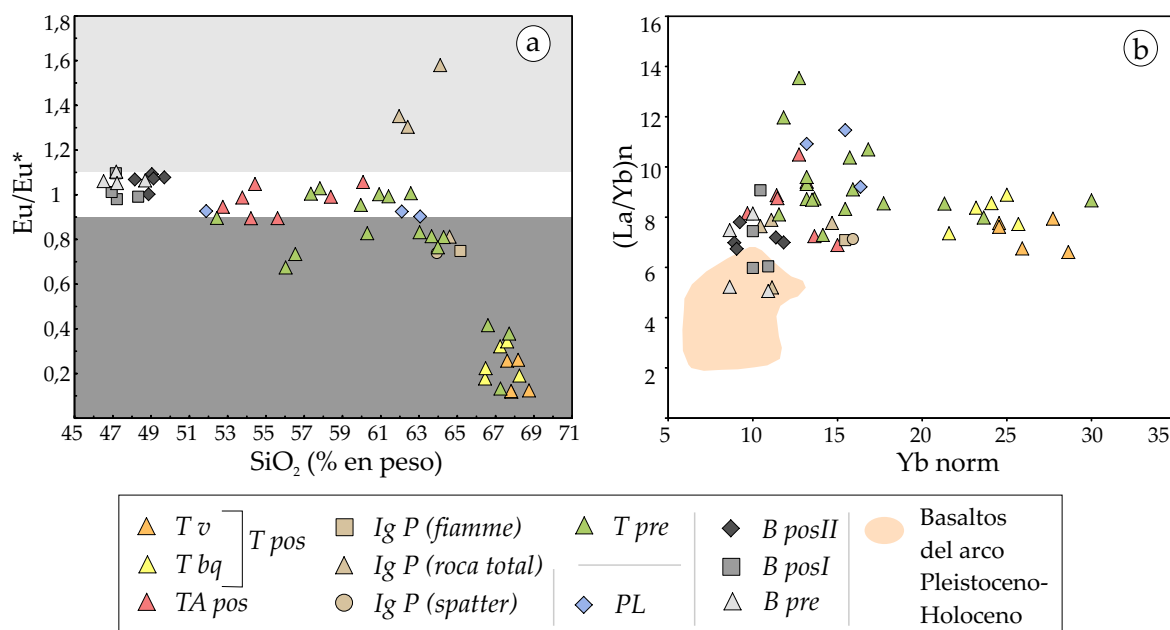 1,8
1,6
1,4
1,2
1
0,8
0,6
0,4
0,2
Eu/Eu*
a
45 47 49 51 53 55 57 59 61 63 65 67 69 71
SiO₂ (% en peso)
16
14
12
10
8
6
4
2
(La/Yb)n
b
5 10 15 20 25 30 35
Yb norm
T v
T bq
T pos
TA pos
Ig P (fiamme)
Ig P (roca total)
Ig P (spatter)
T pre
PL
B posII
B posI
B pre
Basaltos
del arco
Pleistoceno-
Holoceno